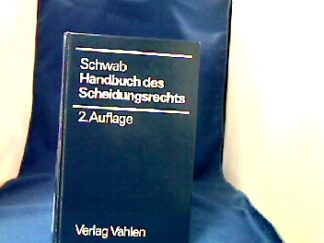 Schwab
Handbuch des
Scheidungsrechts
2. Auflage
Verlag Vahlen